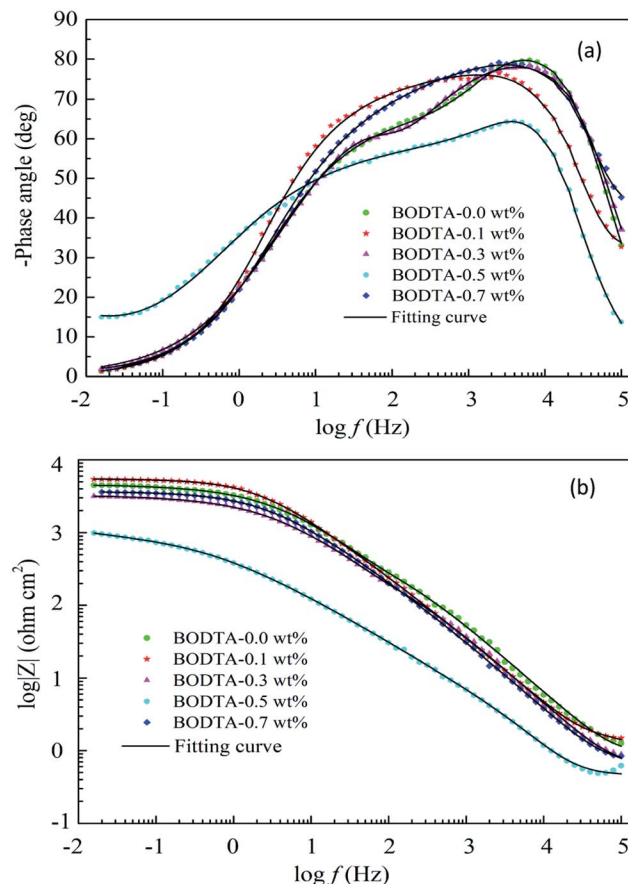 (a)
90
80
70
60
50
40
30
20
10
0
-Phase angle (deg)
BODTA-0.0 wt%
BODTA-0.1 wt%
BODTA-0.3 wt%
BODTA-0.5 wt%
BODTA-0.7 wt%
Fitting curve
-2 -1 0 1 2 3 4 5
log f (Hz)
(b)
4
3
2
1
0
-1
log|Z| (ohm cm²)
BODTA-0.0 wt%
BODTA-0.1 wt%
BODTA-0.3 wt%
BODTA-0.5 wt%
BODTA-0.7 wt%
Fitting curve
-2 -1 0 1 2 3 4 5
log f (Hz)